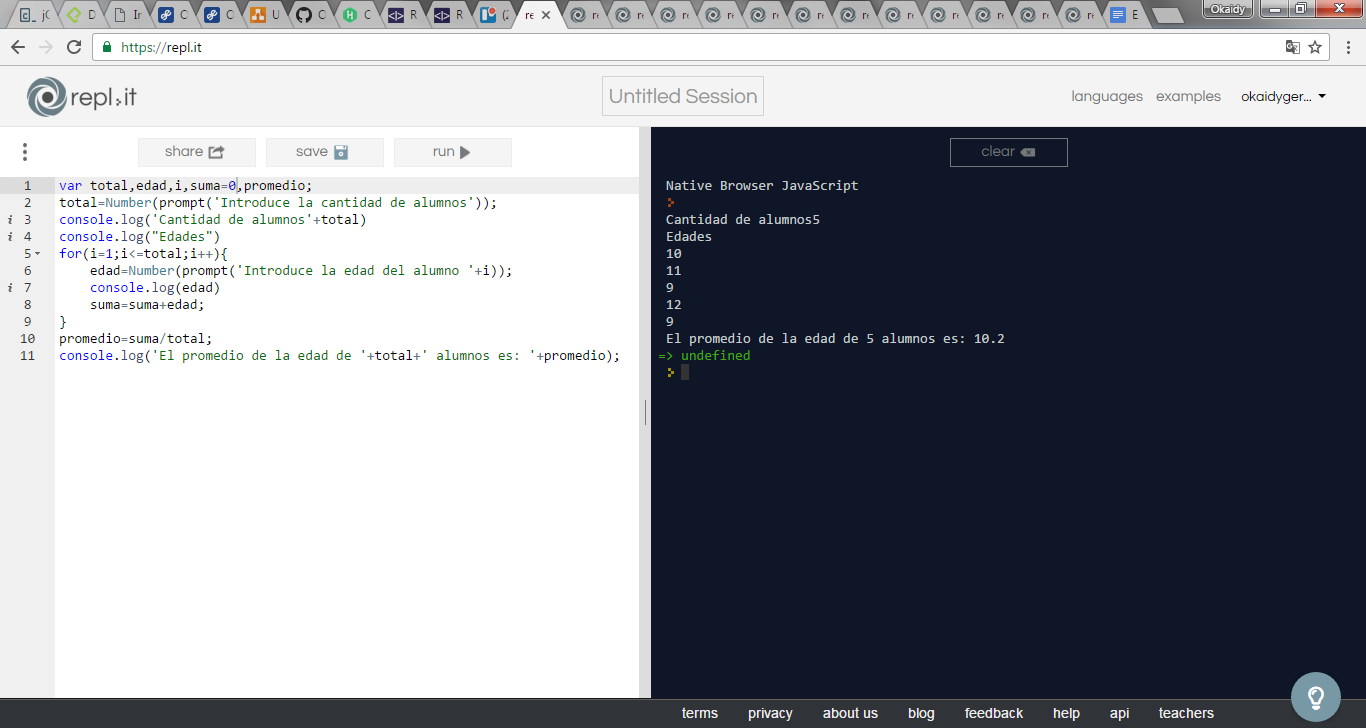 Okaidy
https://repl.it
repl.it
Untitled Session
languages examples okaidyger...
share save run
clear
1 var total,edad,i,suma=0,promedio;
2 total=Number(prompt('Introduce la cantidad de alumnos'));
i 3 console.log('Cantidad de alumnos'+total)
i 4 console.log("Edades")
5 for(i=1;i<=total;i++){
6 edad=Number(prompt('Introduce la edad del alumno '+i));
i 7 console.log(edad)
8 suma=suma+edad;
9 }
10 promedio=suma/total;
11 console.log('El promedio de la edad de '+total+' alumnos es: '+promedio);
Native Browser JavaScript
Cantidad de alumnos5
Edades
10
11
9
12
9
El promedio de la edad de 5 alumnos es: 10.2
=> undefined
terms privacy about us blog feedback help api teachers